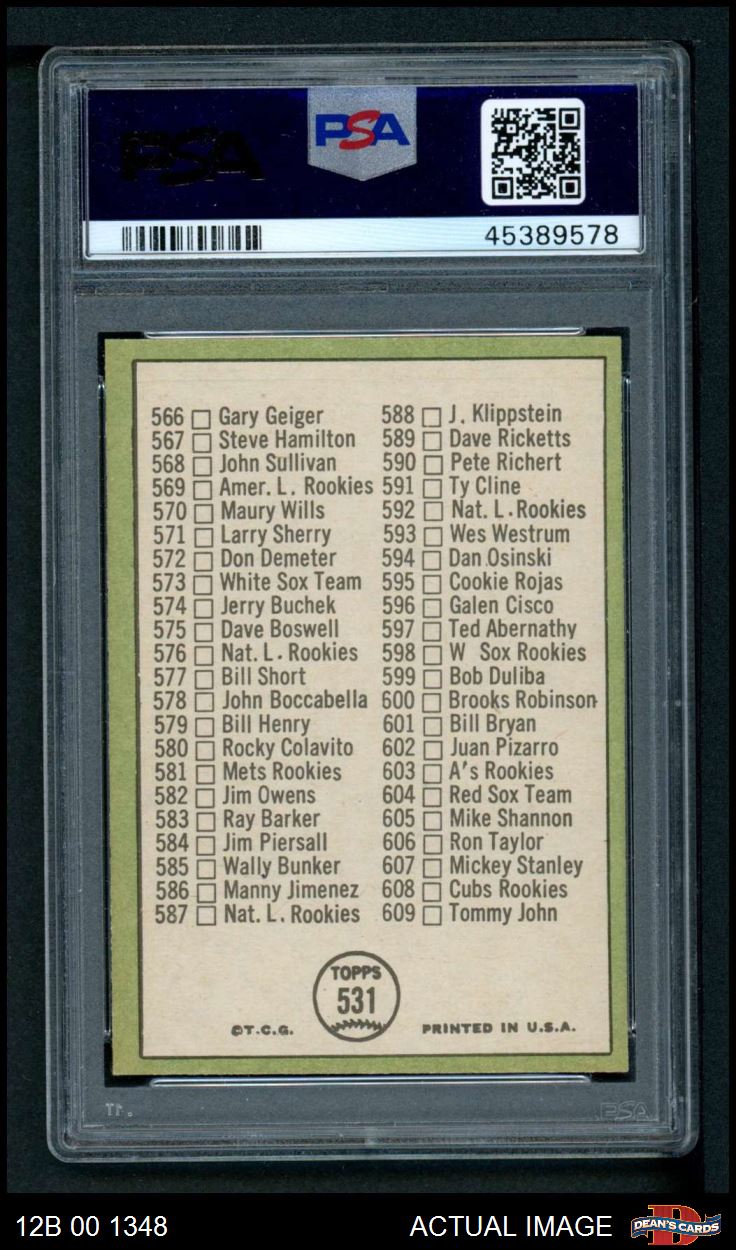 PSA
PSA
45389578
566 Gary Geiger
567 Steve Hamilton
568 John Sullivan
569 Amer. L. Rookies
570 Maury Wills
571 Larry Sherry
572 Don Demeter
573 White Sox Team
574 Jerry Buchek
575 Dave Boswell
576 Nat. L. Rookies
577 Bill Short
578 John Boccabella
579 Bill Henry
580 Rocky Colavito
581 Mets Rookies
582 Jim Owens
583 Ray Barker
584 Jim Piersall
585 Wally Bunker
586 Manny Jimenez
587 Nat. L. Rookies
588 J. Klippstein
589 Dave Ricketts
590 Pete Richert
591 Ty Cline
592 Nat. L. Rookies
593 Wes Westrum
594 Dan Osinski
595 Cookie Rojas
596 Galen Cisco
597 Ted Abernathy
598 W Sox Rookies
599 Bob Duliba
600 Brooks Robinson
601 Bill Bryan
602 Juan Pizarro
603 A's Rookies
604 Red Sox Team
605 Mike Shannon
606 Ron Taylor
607 Mickey Stanley
608 Cubs Rookies
609 Tommy John
TOPPS
531
©T.C.G.
PRINTED IN U.S.A.
PSA
12B 00 1348
ACTUAL IMAGE
DEAN'S CARDS